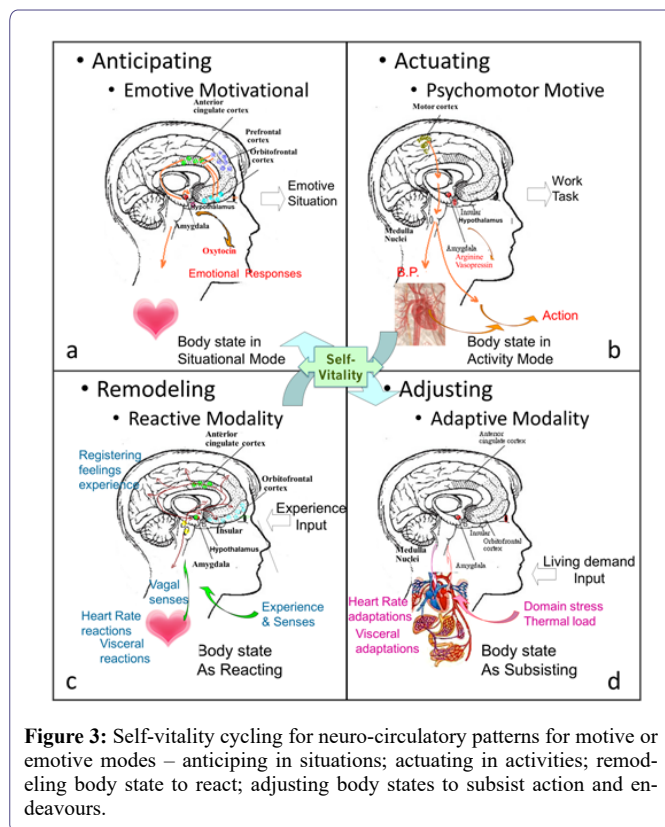 • Anticipating
• Emotive Motivational
Anterior
cingulate cortex
Prefrontal
cortex
Orbitofrontal
cortex
Emotive
Situation
Hypothalamus
Amygdala
Oxytocin
Emotional Responses
Body state in
Situational Mode
a
• Actuating
• Psychomotor Motive
Motor cortex
Work
Task
Insular
Hypothalamus
Medulla
Nuclei
Amygdala
Arginine
Vasopressin
B.P.
Action
Body state in
Activity Mode
b
Self-
Vitality
• Remodeling
• Reactive Modality
Anterior
cingulate cortex
Registering
feelings
experience
Orbitofrontal
cortex
Experience
Input
Insular
Hypothalamus
Amygdala
Vagal
senses
Heart Rate
reactions
Visceral
reactions
Experience
& Senses
Body state
As Reacting
c
• Adjusting
• Adaptive Modality
Anterior
cingulate cortex
Insular
Orbitofrontal
cortex
Medulla
Nuclei
Amygdala
Living demand
Input
Heart Rate
adaptations
Visceral
adaptations
Domain stress
Thermal load
Body state
As Subsisting
d
Figure 3: Self-vitality cycling for neuro-circulatory patterns for motive or
emotive modes – anticiping in situations; actuating in activities; remod-
eling body state to react; adjusting body states to subsist action and en-
deavours.